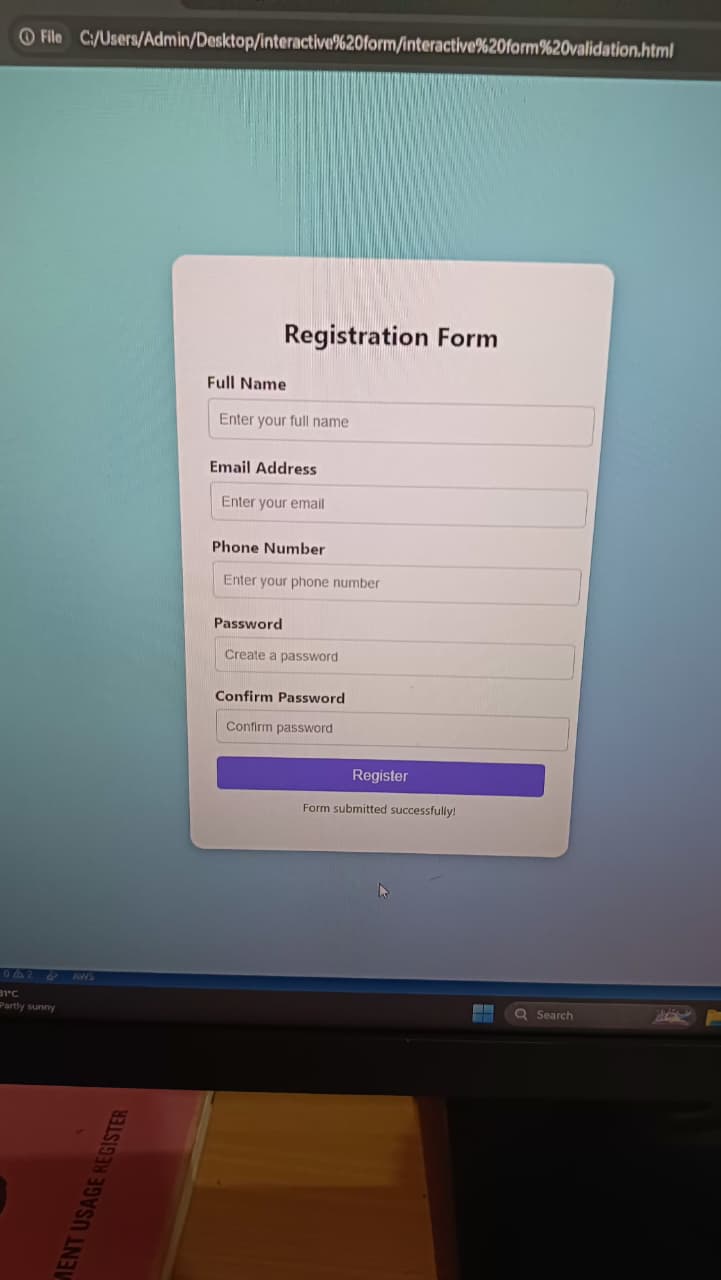 File C:/Users/Admin/Desktop/interactive%20form/interactive%20form%20validation.html
Registration Form
Full Name
Enter your full name
Email Address
Enter your email
Phone Number
Enter your phone number
Password
Create a password
Confirm Password
Confirm password
Register
Form submitted successfully!
0 2 AWS
31°C
Partly sunny
Search
MENT USAGE REGISTER